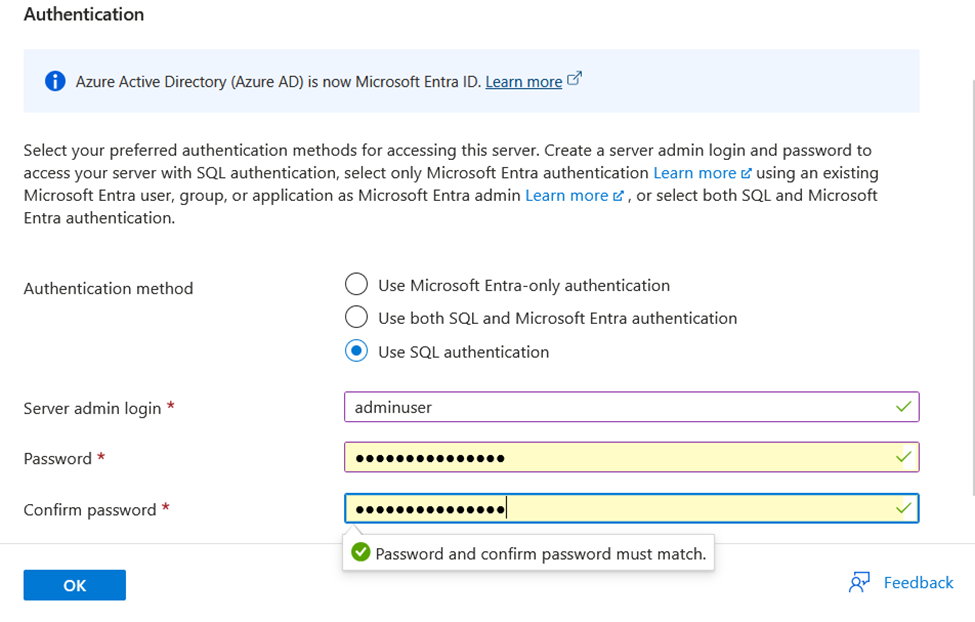 Authentication
Azure Active Directory (Azure AD) is now Microsoft Entra ID. Learn more
Select your preferred authentication methods for accessing this server. Create a server admin login and password to
access your server with SQL authentication, select only Microsoft Entra authentication Learn more using an existing
Microsoft Entra user, group, or application as Microsoft Entra admin Learn more , or select both SQL and Microsoft
Entra authentication.
Authentication method
Use Microsoft Entra-only authentication
Use both SQL and Microsoft Entra authentication
Use SQL authentication
Server admin login *
adminuser
Password *
●●●●●●●●●●●●●●●
Confirm password *
●●●●●●●●●●●●●●●
Password and confirm password must match.
OK
Feedback